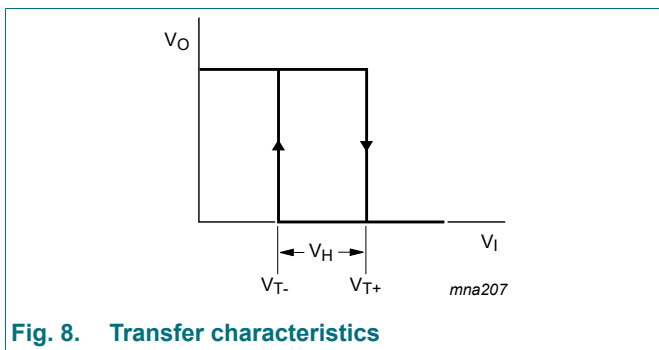 VO
VI
VH
VT-
VT+
mna207
Fig. 8. Transfer characteristics